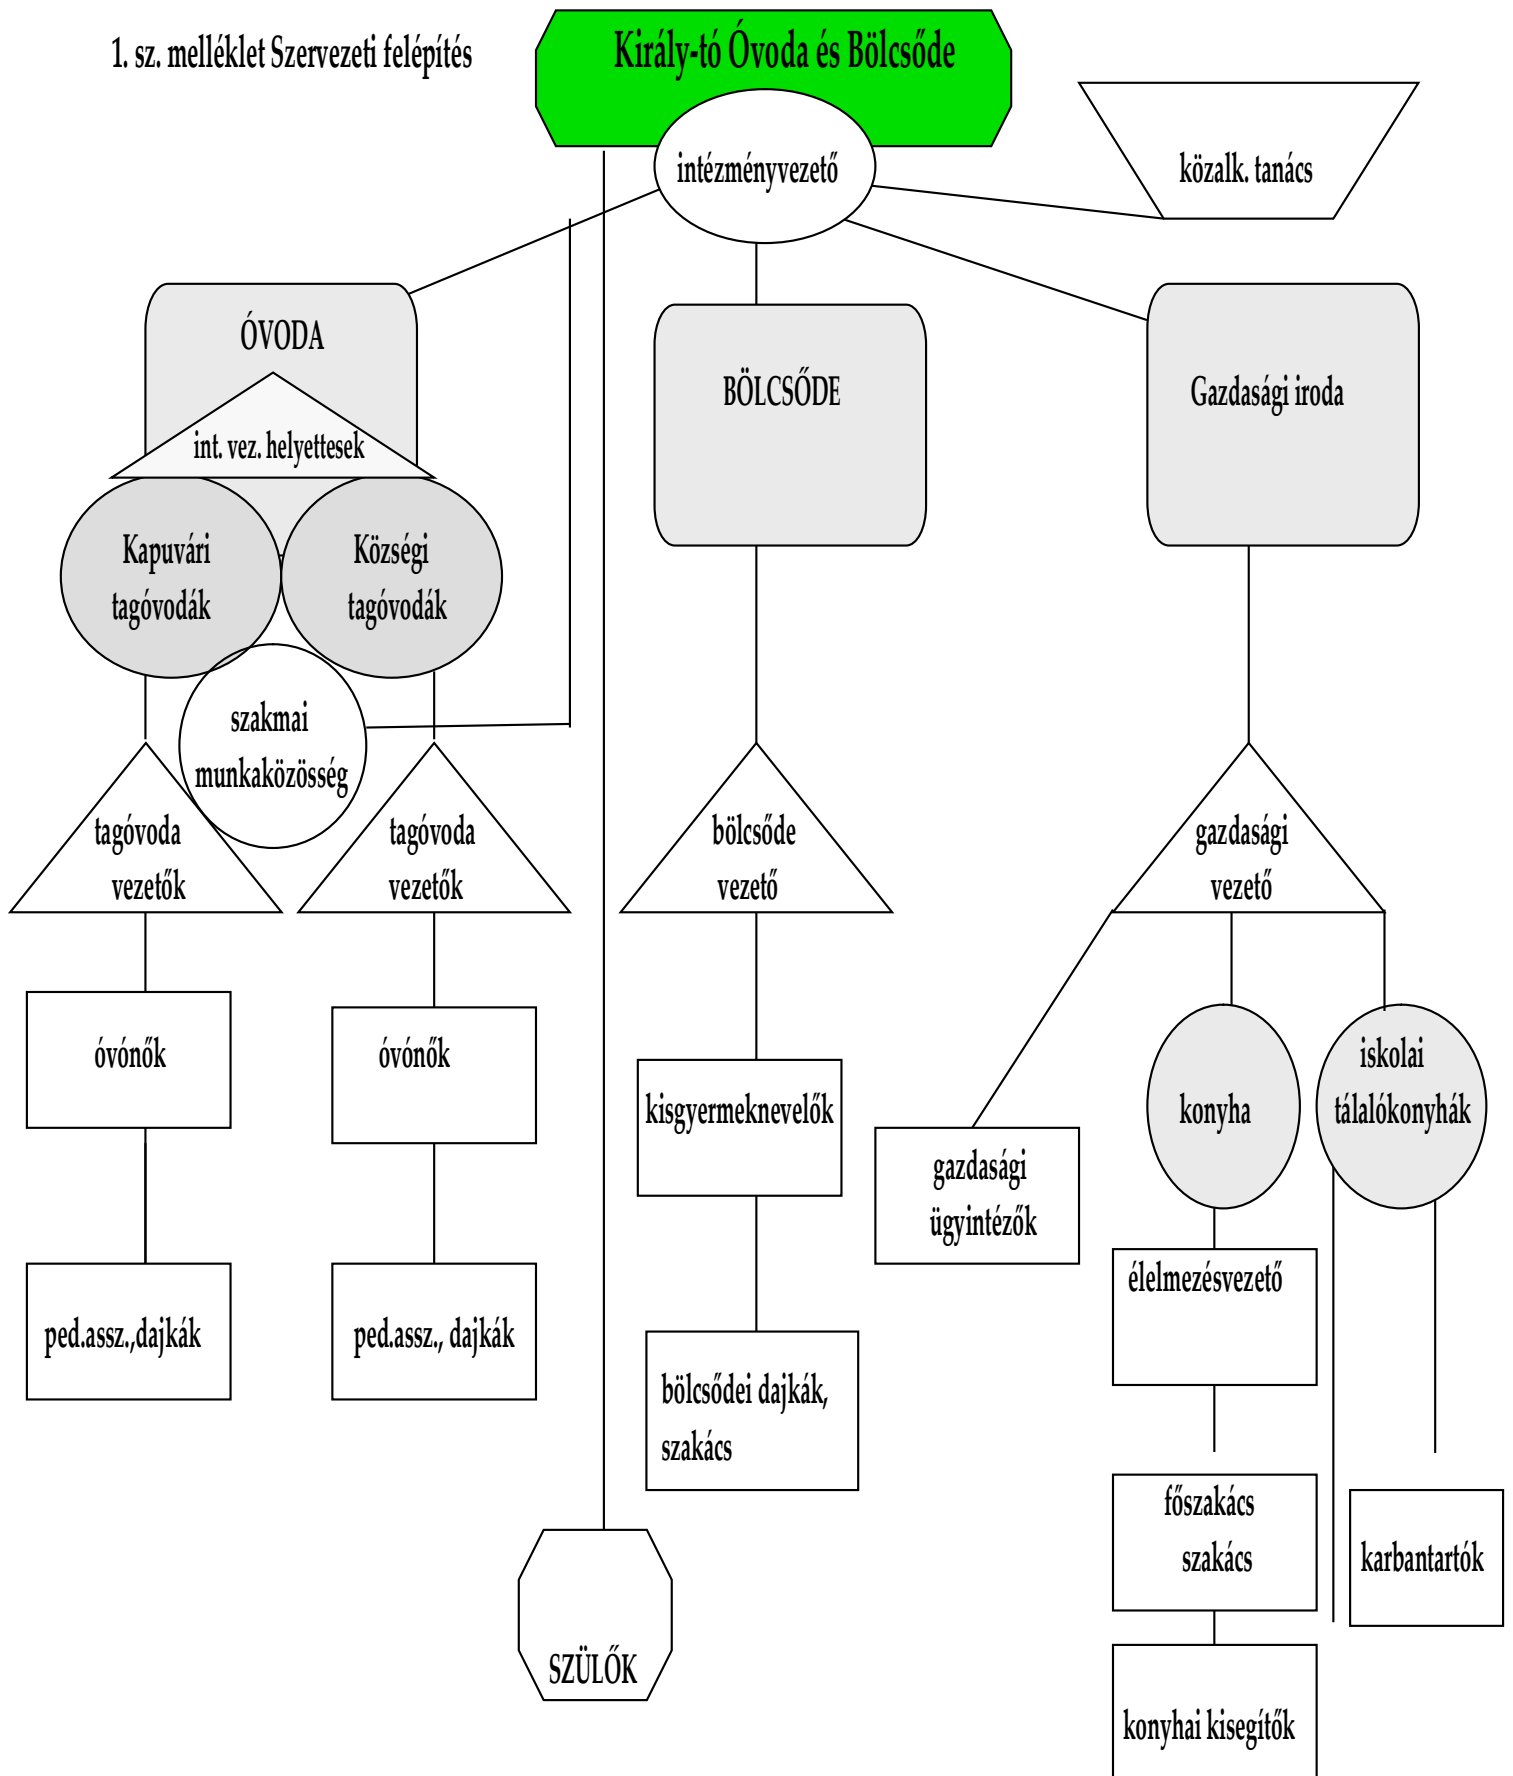 1. sz. melléklet Szervezeti felépítés
Király-tó Óvoda és Bölcsőde
intézményvezető
közalk. tanács
ÓVODA
int. vez. helyettesek
BÖLCSŐDE
Gazdasági iroda
Kapuvári
tagóvodák
Községi
tagóvodák
szakmai
munkaközösség
tagóvoda
vezetők
tagóvoda
vezetők
bölcsőde
vezető
gazdasági
vezető
óvónők
óvónők
kisgyermeknevelők
gazdasági
ügyintézők
konyha
iskolai
tálalókonyhák
élelmezésvezető
ped.assz.,dajkák
ped.assz., dajkák
bölcsődei dajkák,
szakács
főszakács
szakács
karbantartók
SZÜLŐK
konyhai kisegítők